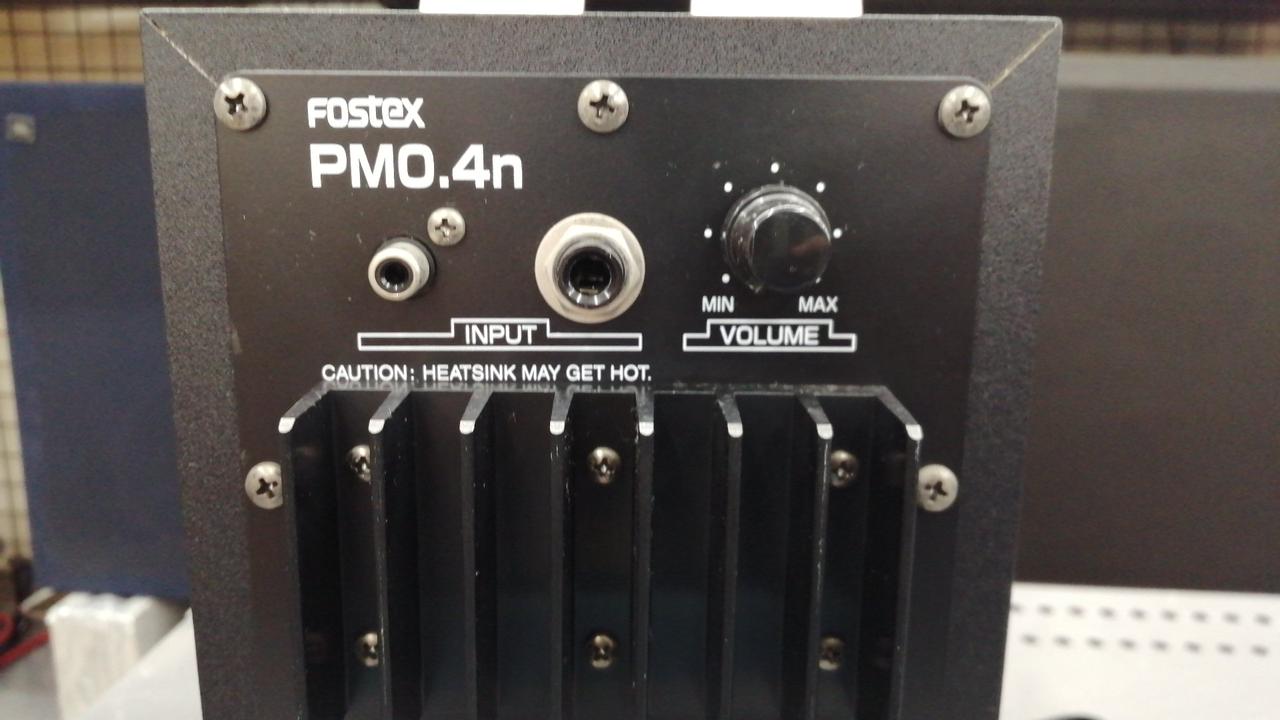 FOSTEX
PM0.4n
MIN MAX
INPUT VOLUME
CAUTION: HEATSINK MAY GET HOT.